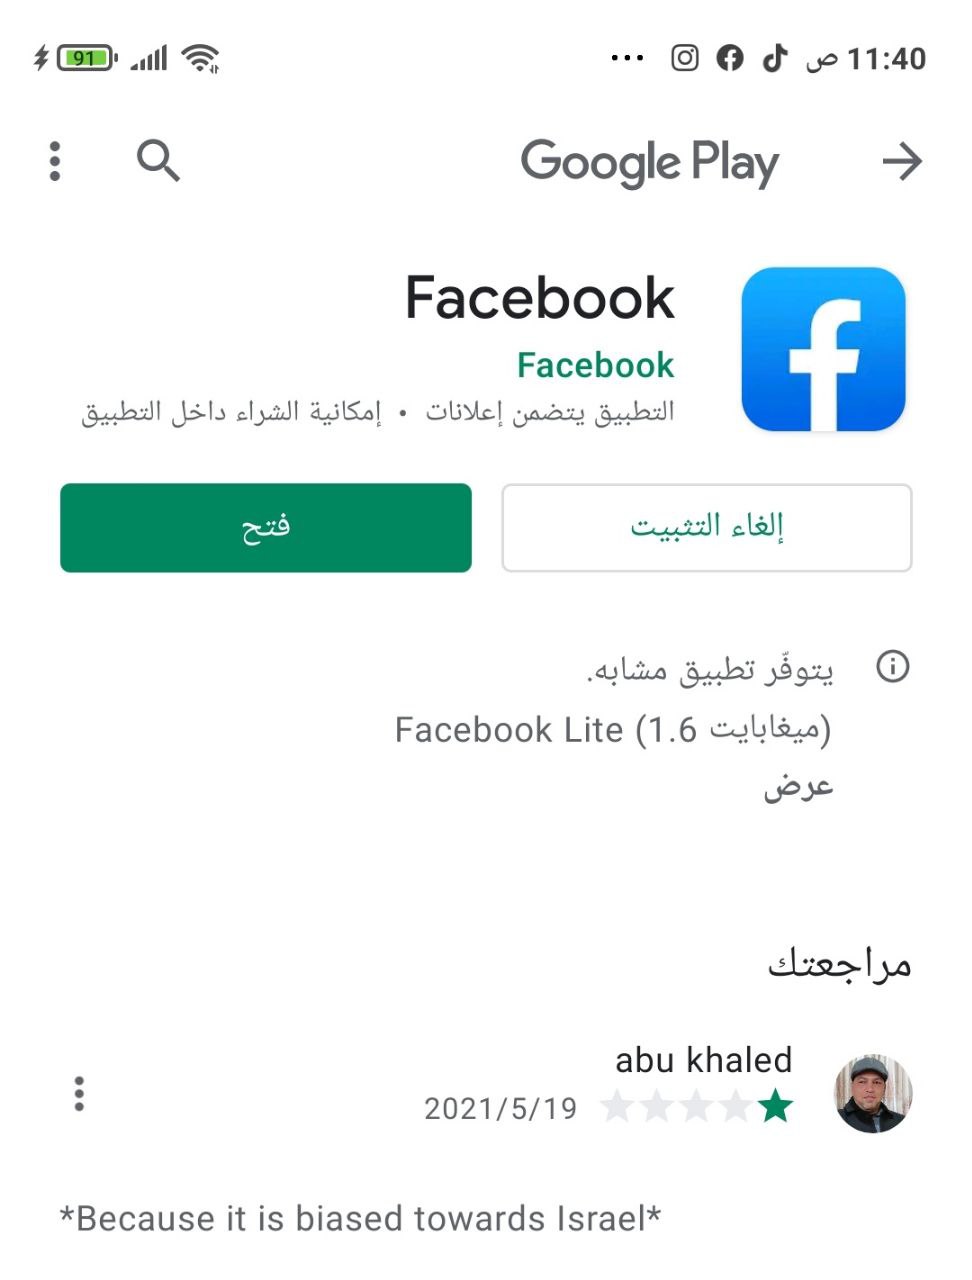 11:40 ص
91
Google Play
Facebook
Facebook
التطبيق يتضمن إعلانات • إمكانية الشراء داخل التطبيق
إلغاء التثبيت
فتح
يتوفّر تطبيق مشابه.
Facebook Lite (1.6 ميغابايت)
عرض
مراجعتك
abu khaled
2021/5/19
*Because it is biased towards Israel*